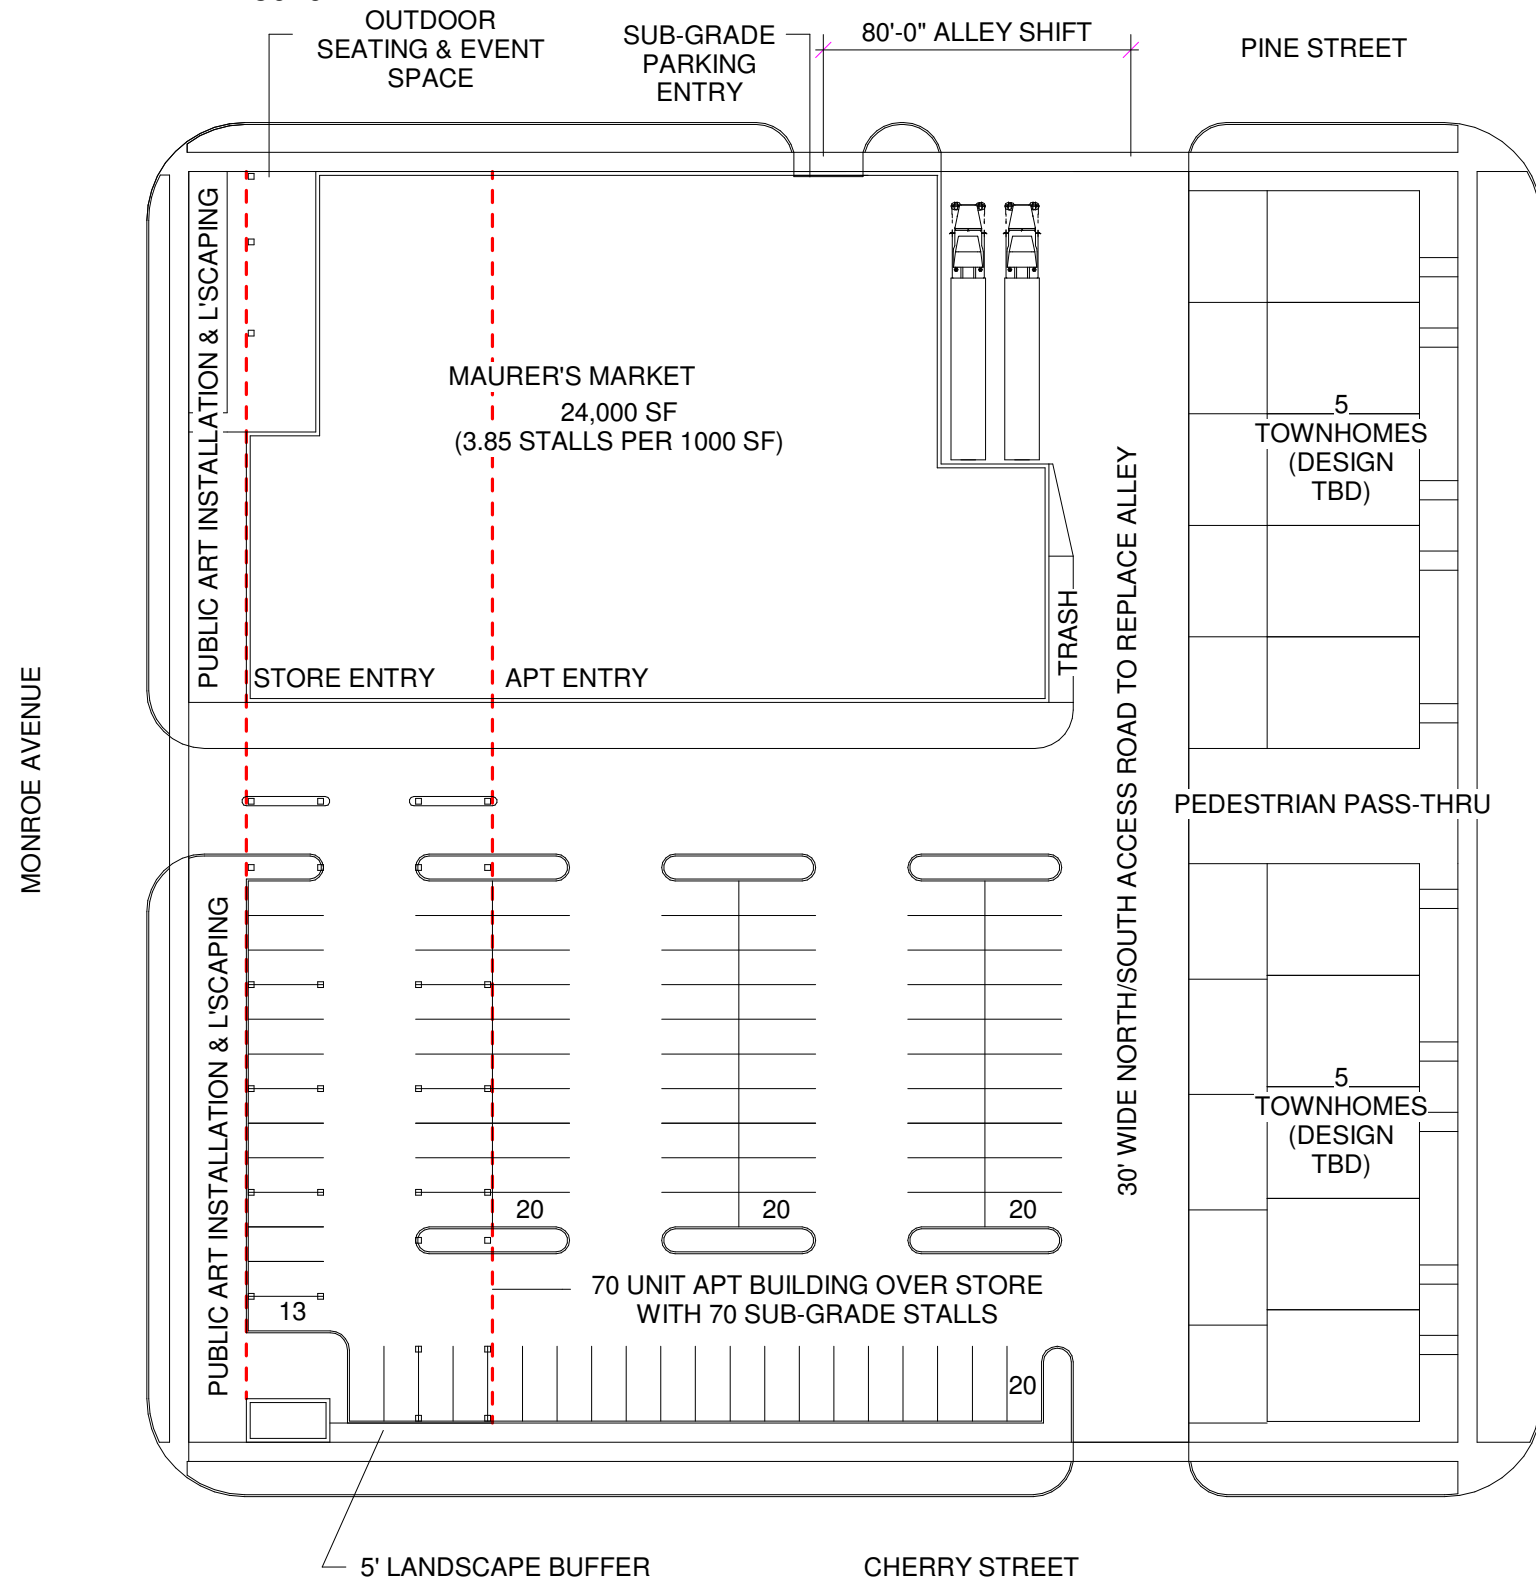 OUTDOOR
SEATING & EVENT
SPACE
SUB-GRADE
PARKING
ENTRY
80'-0" ALLEY SHIFT
PINE STREET
PUBLIC ART INSTALLATION & L'SCAPING
MAURER'S MARKET
24,000 SF
(3.85 STALLS PER 1000 SF)
5
TOWNHOMES
(DESIGN
TBD)
30' WIDE NORTH/SOUTH ACCESS ROAD TO REPLACE ALLEY
TRASH
STORE ENTRY
APT ENTRY
MONROE AVENUE
PEDESTRIAN PASS-THRU
PUBLIC ART INSTALLATION & L'SCAPING
5
TOWNHOMES
(DESIGN
TBD)
20
20
20
70 UNIT APT BUILDING OVER STORE
WITH 70 SUB-GRADE STALLS
13
20
5' LANDSCAPE BUFFER
CHERRY STREET